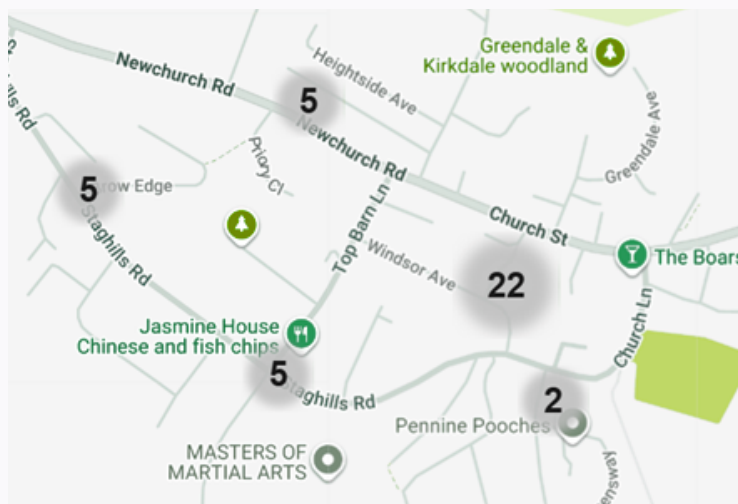 Greendale &
Kirkdale woodland
Newchurch Rd
Heightside Ave
5
Newchurch Rd
Greendale Ave
Priory Cl
5
Staghills Rd
Top Barn Ln
Windsor Ave
Church St
The Boars
22
Church Ln
Jasmine House
Chinese and fish chips
5
Staghills Rd
2
Pennine Pooches
MASTERS OF
MARTIAL ARTS